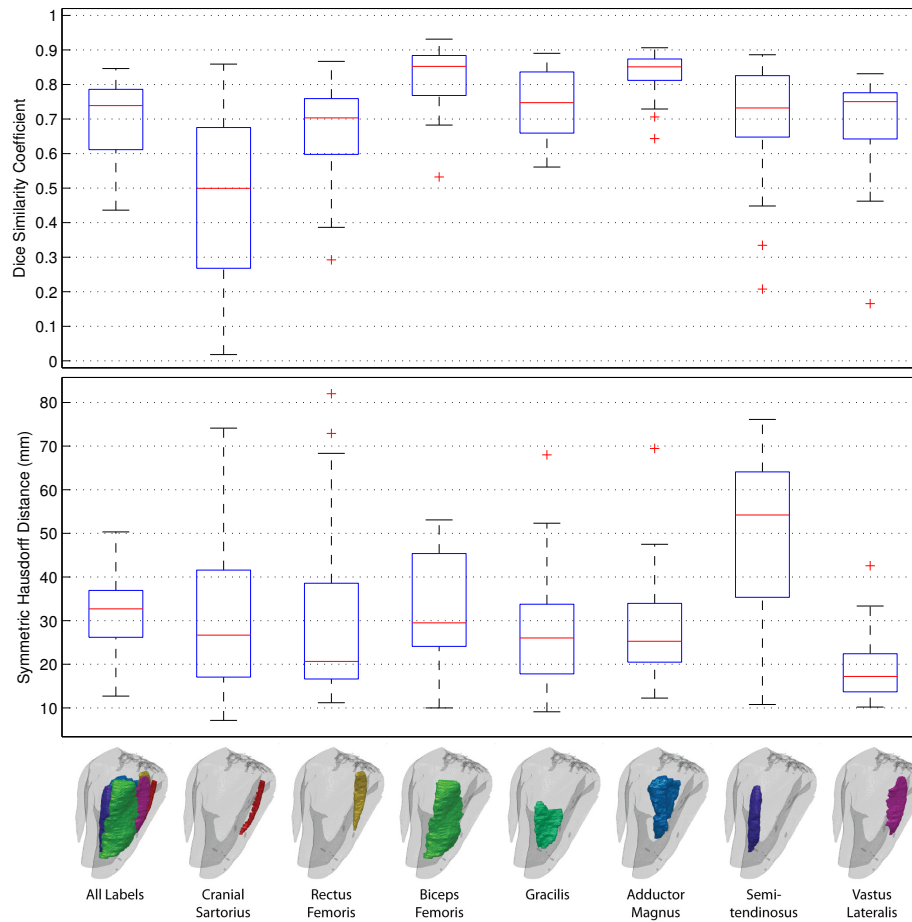 1
0.9
0.8
0.7
0.6
0.5
0.4
0.3
0.2
0.1
0
Dice Similarity Coefficient
80
70
60
50
40
30
20
10
Symmetric Hausdorff Distance (mm)
All Labels
Cranial
Sartorius
Rectus
Femoris
Biceps
Femoris
Gracilis
Adductor
Magnus
Semi-
tendinosus
Vastus
Lateralis